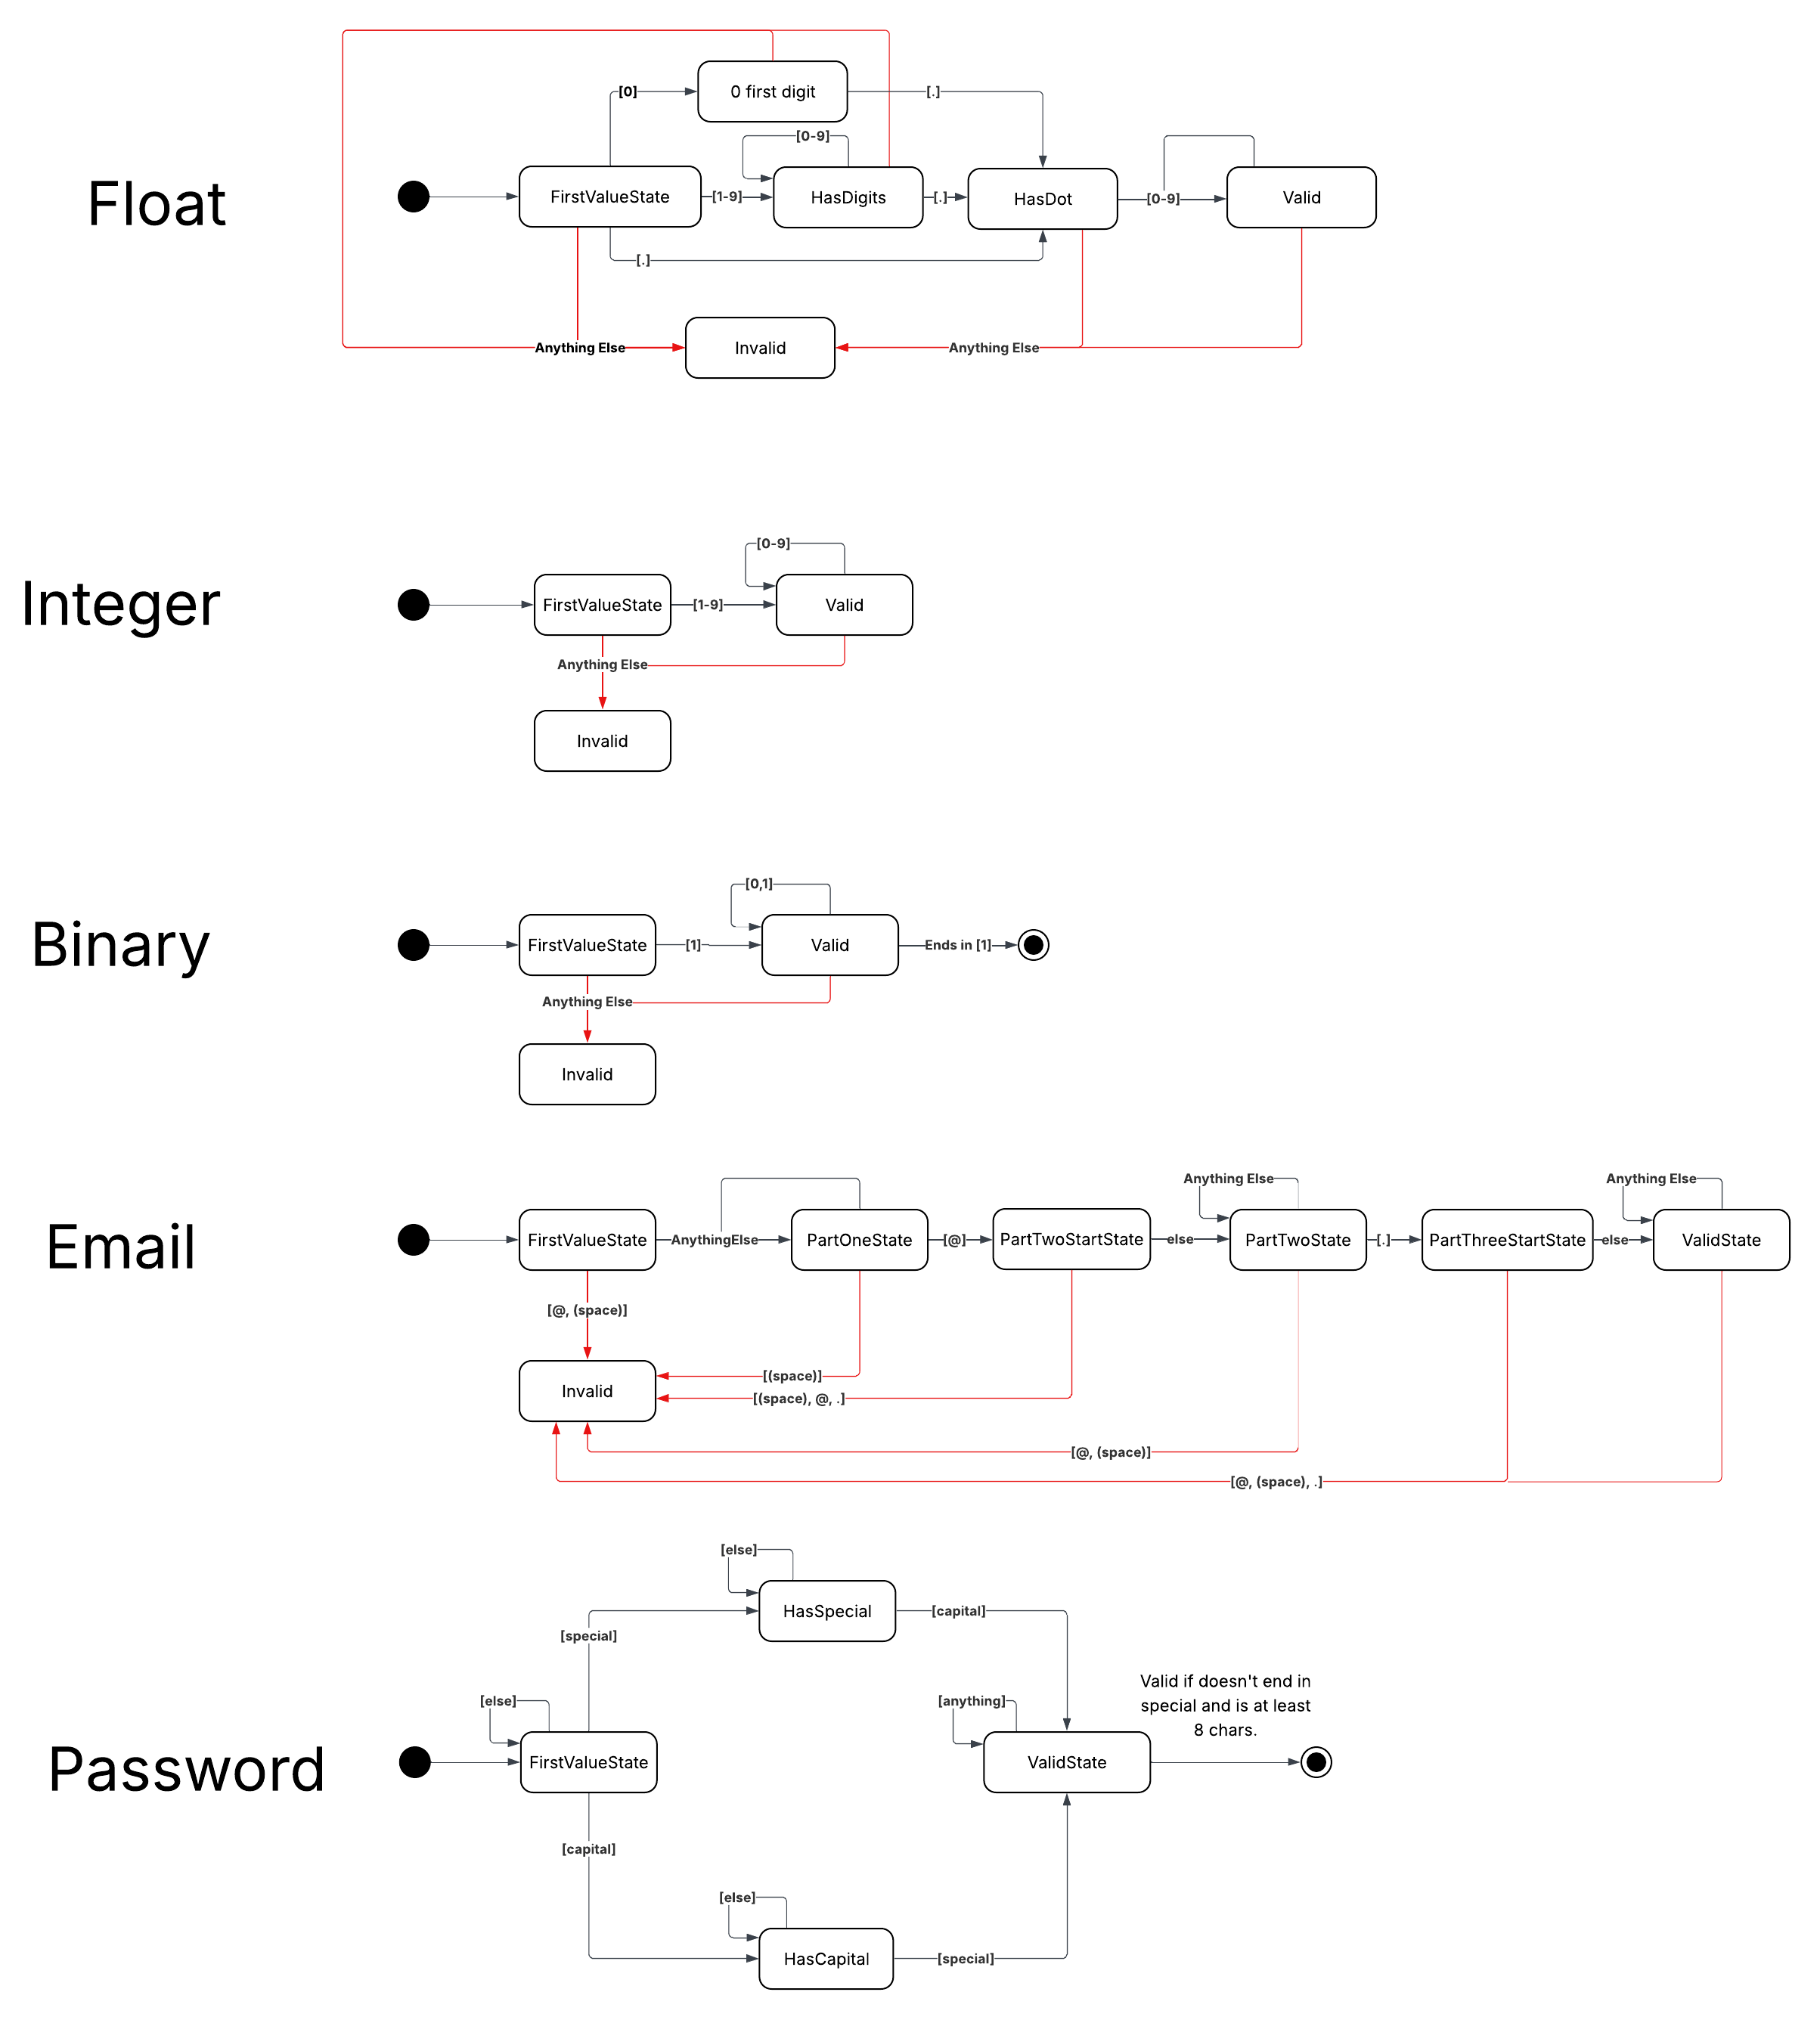 0 first digit
[0]
[.]
[0-9]
Float
FirstValueState
[1-9]
HasDigits
[.]
HasDot
[0-9]
Valid
[.]
Anything Else
Invalid
Anything Else
[0-9]
Integer
FirstValueState
[1-9]
Valid
Anything Else
Invalid
[0,1]
Binary
FirstValueState
[1]
Valid
Ends in [1]
Anything Else
Invalid
Anything Else
Anything Else
Email
FirstValueState
AnythingElse
PartOneState
[@]
PartTwoStartState
else
PartTwoState
[.]
PartThreeStartState
else
ValidState
[@, (space)]
Invalid
[(space)]
[(space), @, .]
[@, (space)]
[@, (space), .]
[else]
HasSpecial
[capital]
[special]
Valid if doesn't end in
special and is at least
8 chars.
[else]
[anything]
Password
FirstValueState
ValidState
[capital]
[else]
HasCapital
[special]